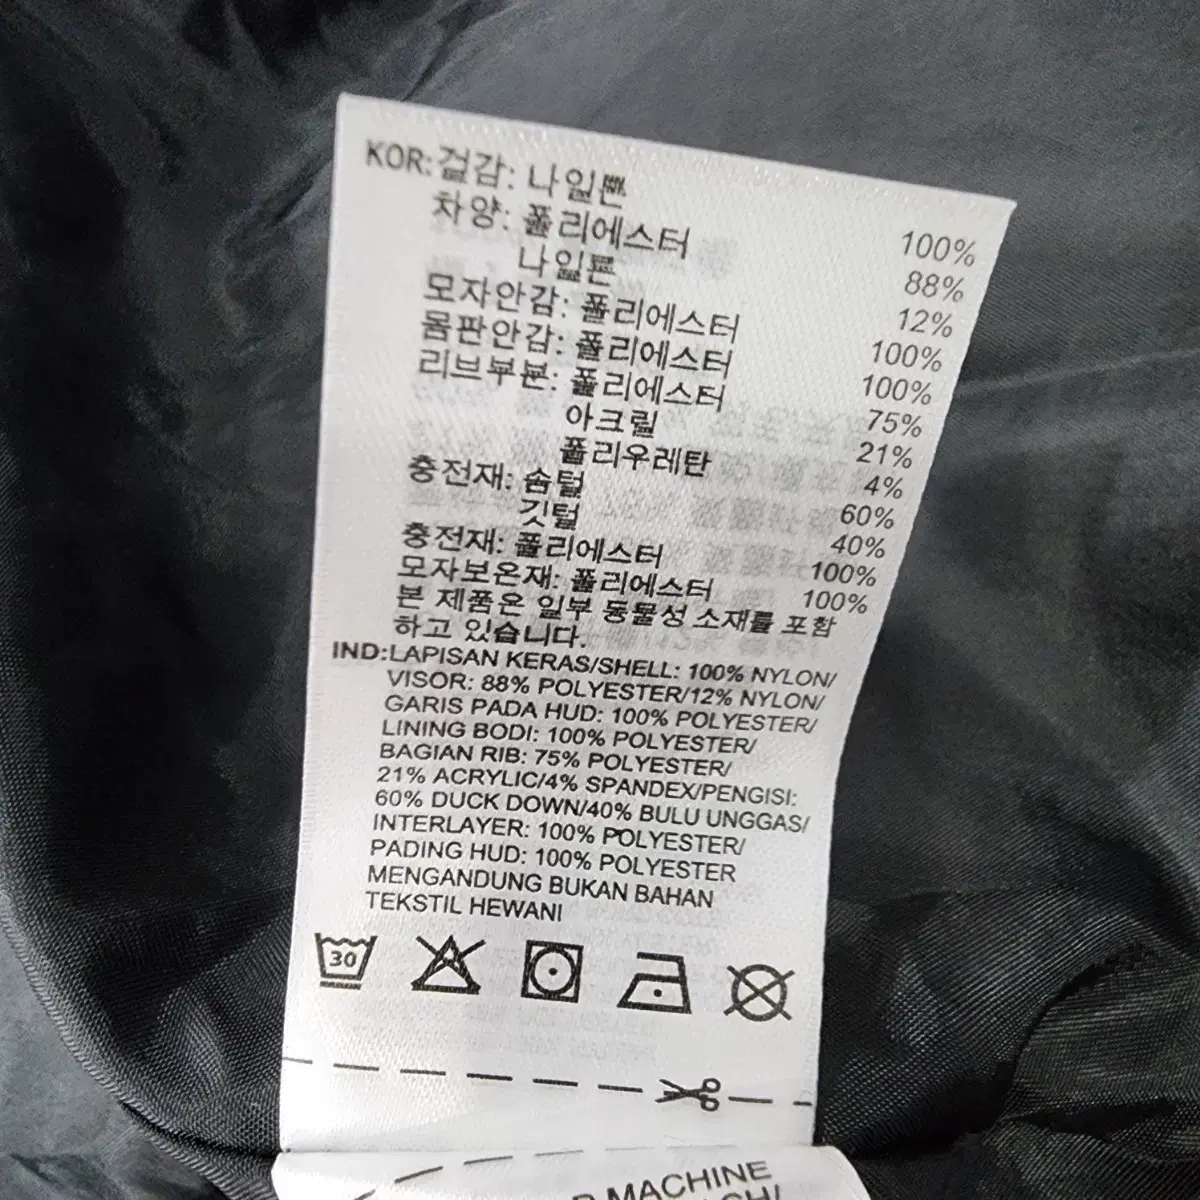 KOR:겉감: 나일론 100%
차양: 폴리에스터 88%
나일론 12%
모자안감: 폴리에스터 100%
몸판안감: 폴리에스터 100%
리브부분: 폴리에스터 75%
아크릴 21%
폴리우레탄 4%
충전재: 솜털 60%
깃털 40%
충전재: 폴리에스터 100%
모자보온재: 폴리에스터 100%
본 제품은 일부 동물성 소재를 포함
하고 있습니다.
IND:LAPISAN KERAS/SHELL: 100% NYLON/
VISOR: 88% POLYESTER/12% NYLON/
GARIS PADA HUD: 100% POLYESTER/
LINING BODI: 100% POLYESTER/
BAGIAN RIB: 75% POLYESTER/
21% ACRYLIC/4% SPANDEX/PENGISI:
60% DUCK DOWN/40% BULU UNGGAS/
INTERLAYER: 100% POLYESTER/
PADING HUD: 100% POLYESTER
MENGANDUNG BUKAN BAHAN
TEKSTIL HEWANI
30
MACHINE